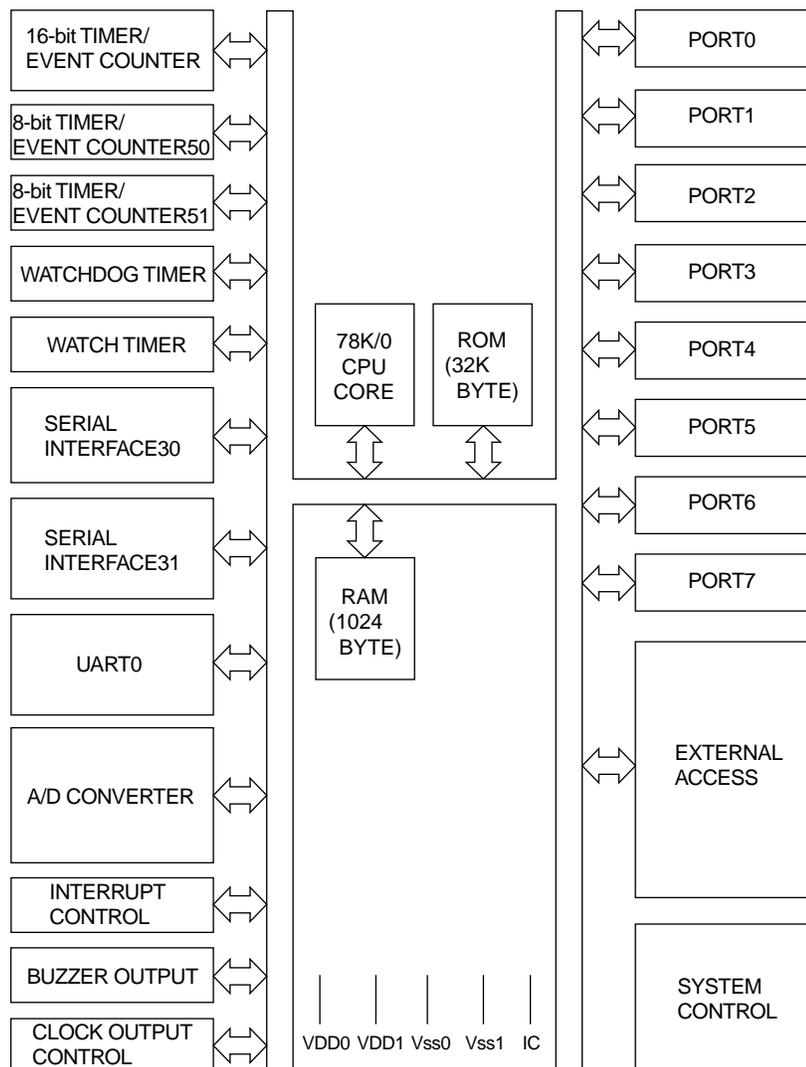 16-bit TIMER/
EVENT COUNTER
8-bit TIMER/
EVENT COUNTER50
8-bit TIMER/
EVENT COUNTER51
WATCHDOG TIMER
WATCH TIMER
SERIAL
INTERFACE30
SERIAL
INTERFACE31
UART0
A/D CONVERTER
INTERRUPT
CONTROL
BUZZER OUTPUT
CLOCK OUTPUT
CONTROL
78K/0
CPU
CORE
ROM
(32K
BYTE)
RAM
(1024
BYTE)
VDD0 VDD1 Vss0 Vss1 IC
PORT0
PORT1
PORT2
PORT3
PORT4
PORT5
PORT6
PORT7
EXTERNAL
ACCESS
SYSTEM
CONTROL